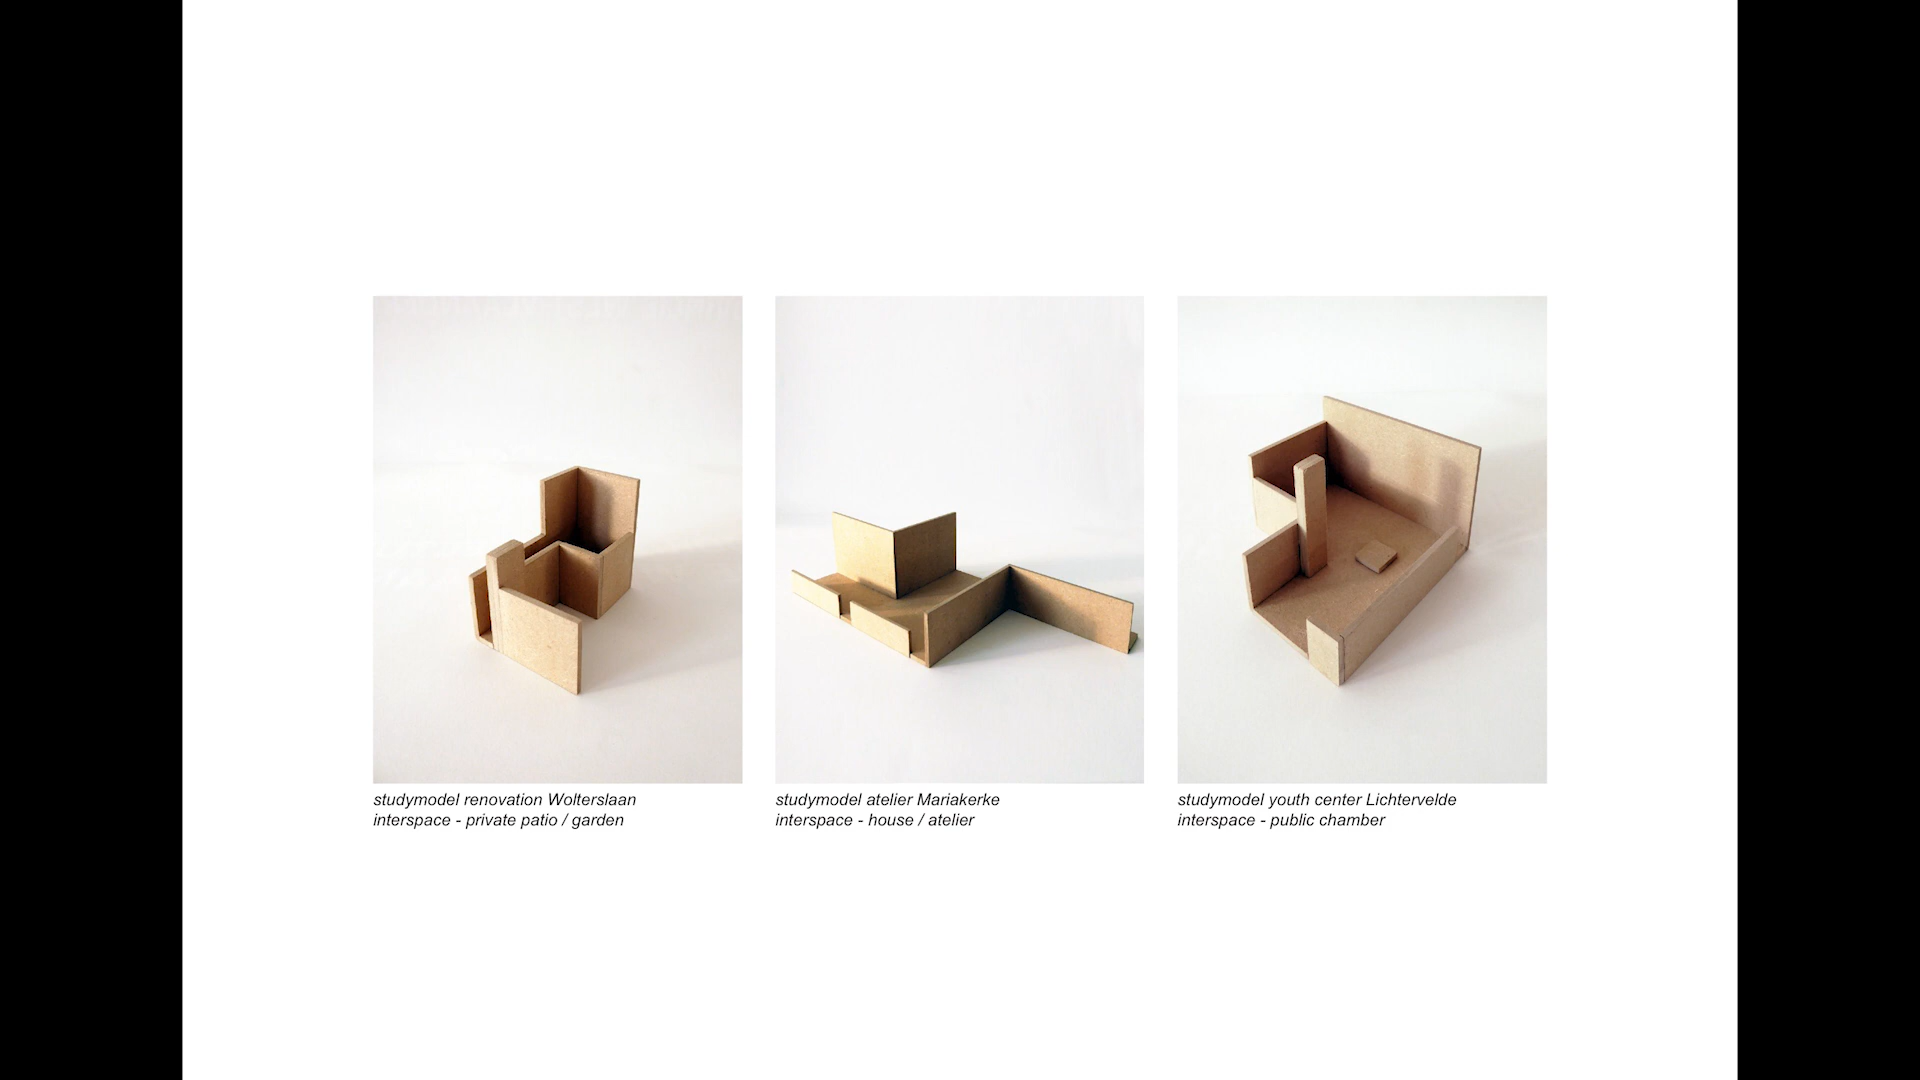 studymodel renovation Wolterslaan
interspace - private patio / garden
studymodel atelier Mariakerke
interspace - house / atelier
studymodel youth center Lichtervelde
interspace - public chamber